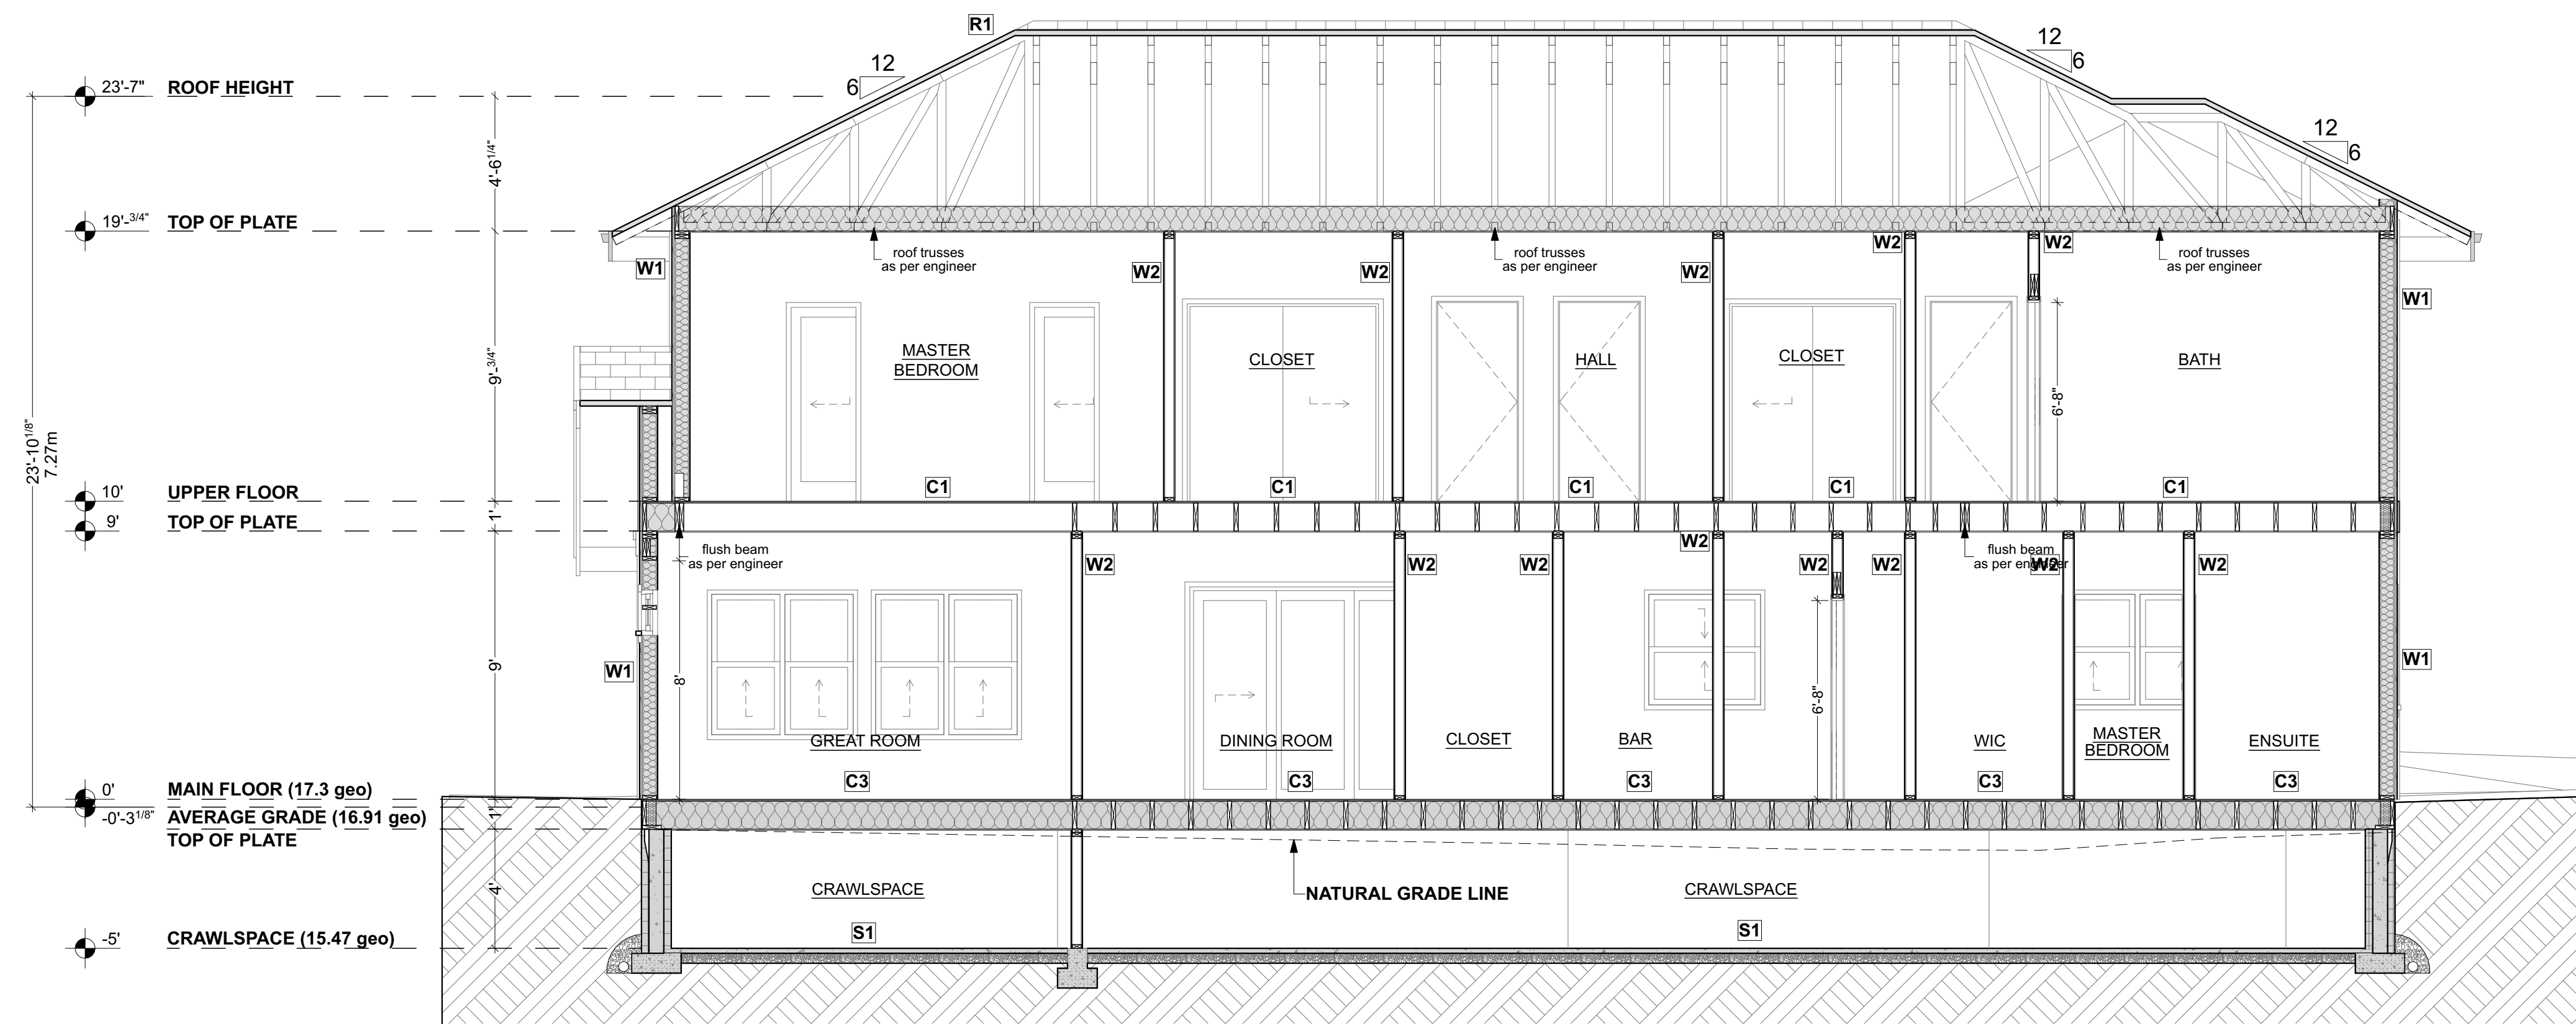 R1
12
6
12
6
12
6
23'-7" ROOF HEIGHT
4'-6 1/4"
19'-3/4" TOP OF PLATE
roof trusses
as per engineer
roof trusses
as per engineer
roof trusses
as per engineer
W1
W2
W2
W2
W2
W2
W1
9'-3/4"
MASTER
BEDROOM
CLOSET
HALL
CLOSET
BATH
6'-8"
23'-10 1/8"
7.27m
C1
C1
C1
C1
C1
10' UPPER FLOOR
1'
9' TOP OF PLATE
flush beam
as per engineer
flush beam
as per engineer
W2
W2
W2
W2
W2
W2
W2
W2
W1
W1
9'
8'
6'-8"
GREAT ROOM
DINING ROOM
CLOSET
BAR
WIC
MASTER
BEDROOM
ENSUITE
C3
C3
C3
C3
C3
0' MAIN FLOOR (17.3 geo)
-0'-3 1/8" AVERAGE GRADE (16.91 geo)
1'
TOP OF PLATE
4'
CRAWLSPACE
NATURAL GRADE LINE
CRAWLSPACE
S1
S1
-5' CRAWLSPACE (15.47 geo)